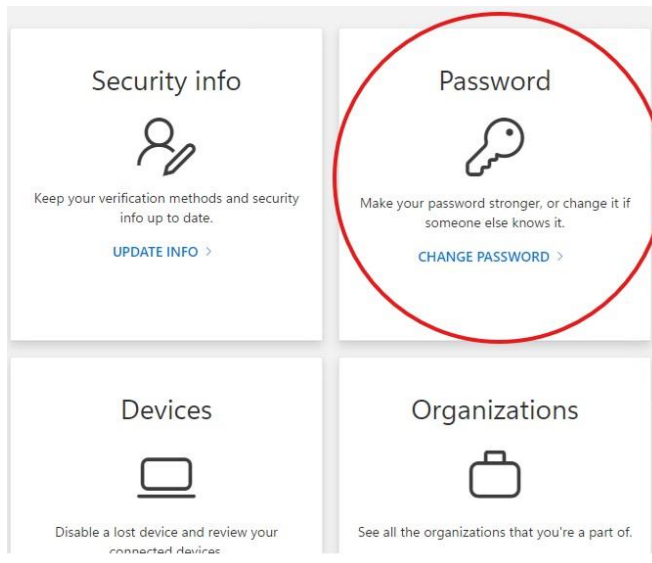 Security info
Keep your verification methods and security
info up to date.
UPDATE INFO >
Password
Make your password stronger, or change it if
someone else knows it.
CHANGE PASSWORD >
Devices
Disable a lost device and review your
connected devices
Organizations
See all the organizations that you're a part of.